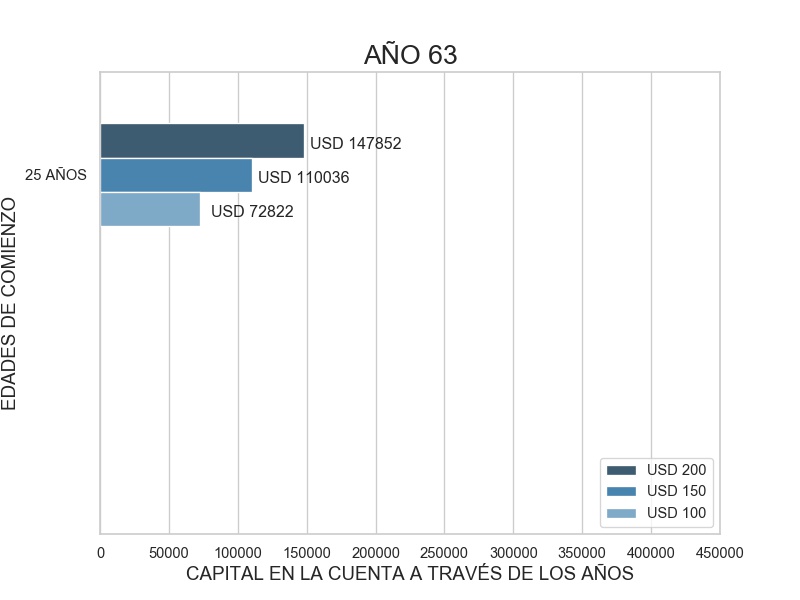 AÑO 63
USD 147852
25 AÑOS
USD 110036
USD 72822
EDADES DE COMIENZO
USD 200
USD 150
USD 100
0 50000 100000 150000 200000 250000 300000 350000 400000 450000
CAPITAL EN LA CUENTA A TRAVÉS DE LOS AÑOS